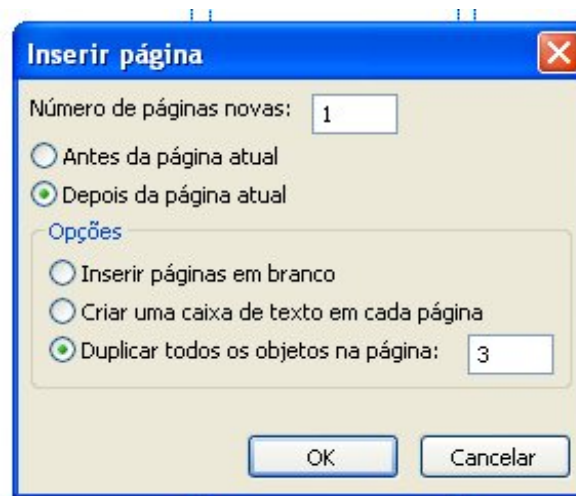 Inserir página
Número de páginas novas: 1
Antes da página atual
Depois da página atual
Opções
Inserir páginas em branco
Criar uma caixa de texto em cada página
Duplicar todos os objetos na página: 3
OK Cancelar